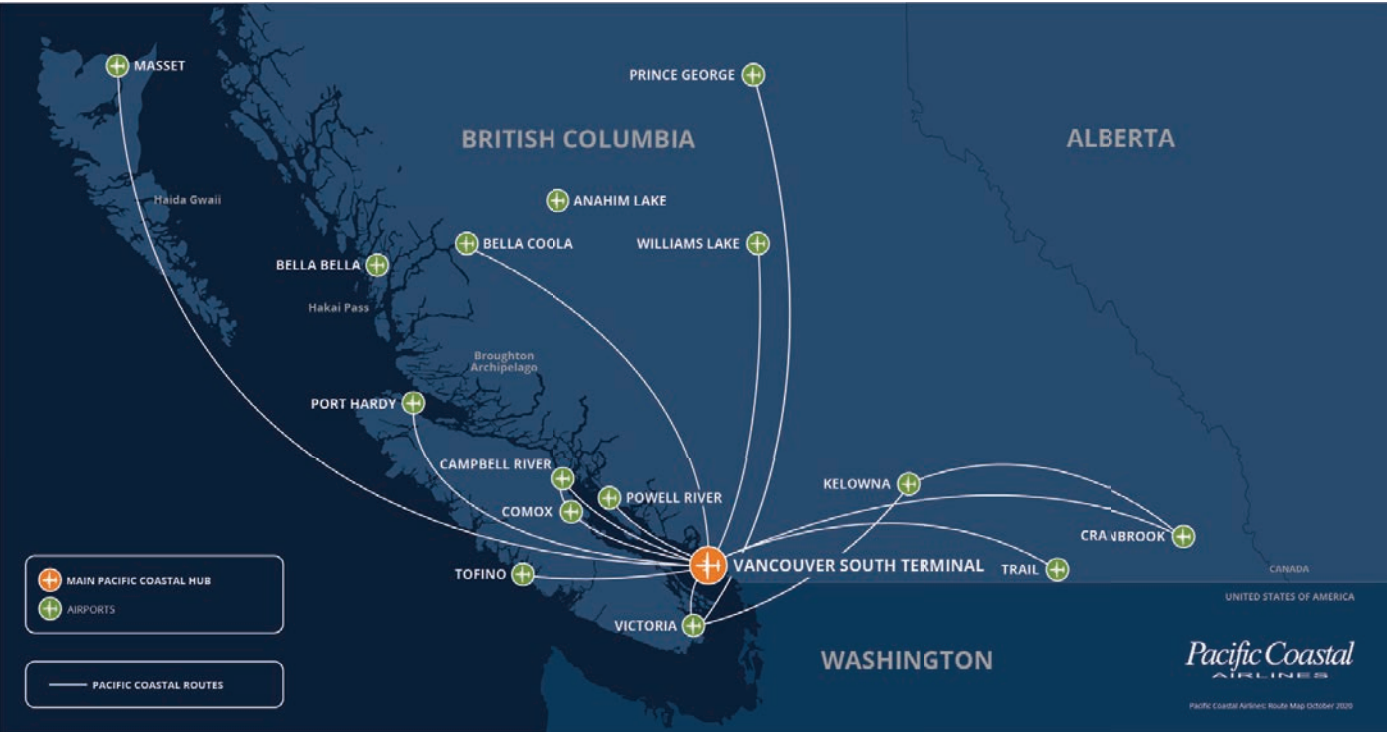 MASSET
PRINCE GEORGE
BRITISH COLUMBIA
ALBERTA
Haida Gwaii
ANAHIM LAKE
BELLA COOLA
WILLIAMS LAKE
BELLA BELLA
Hakai Pass
Broughton
Archipelago
PORT HARDY
CAMPBELL RIVER
POWELL RIVER
KELOWNA
COMOX
CRANBROOK
VANCOUVER SOUTH TERMINAL
TRAIL
TOFINO
CANADA
MAIN PACIFIC COASTAL HUB
AIRPORTS
UNITED STATES OF AMERICA
VICTORIA
WASHINGTON
Pacific Coastal
AIRLINES
PACIFIC COASTAL ROUTES
Pacific Coastal Airlines: Route Map October 2020